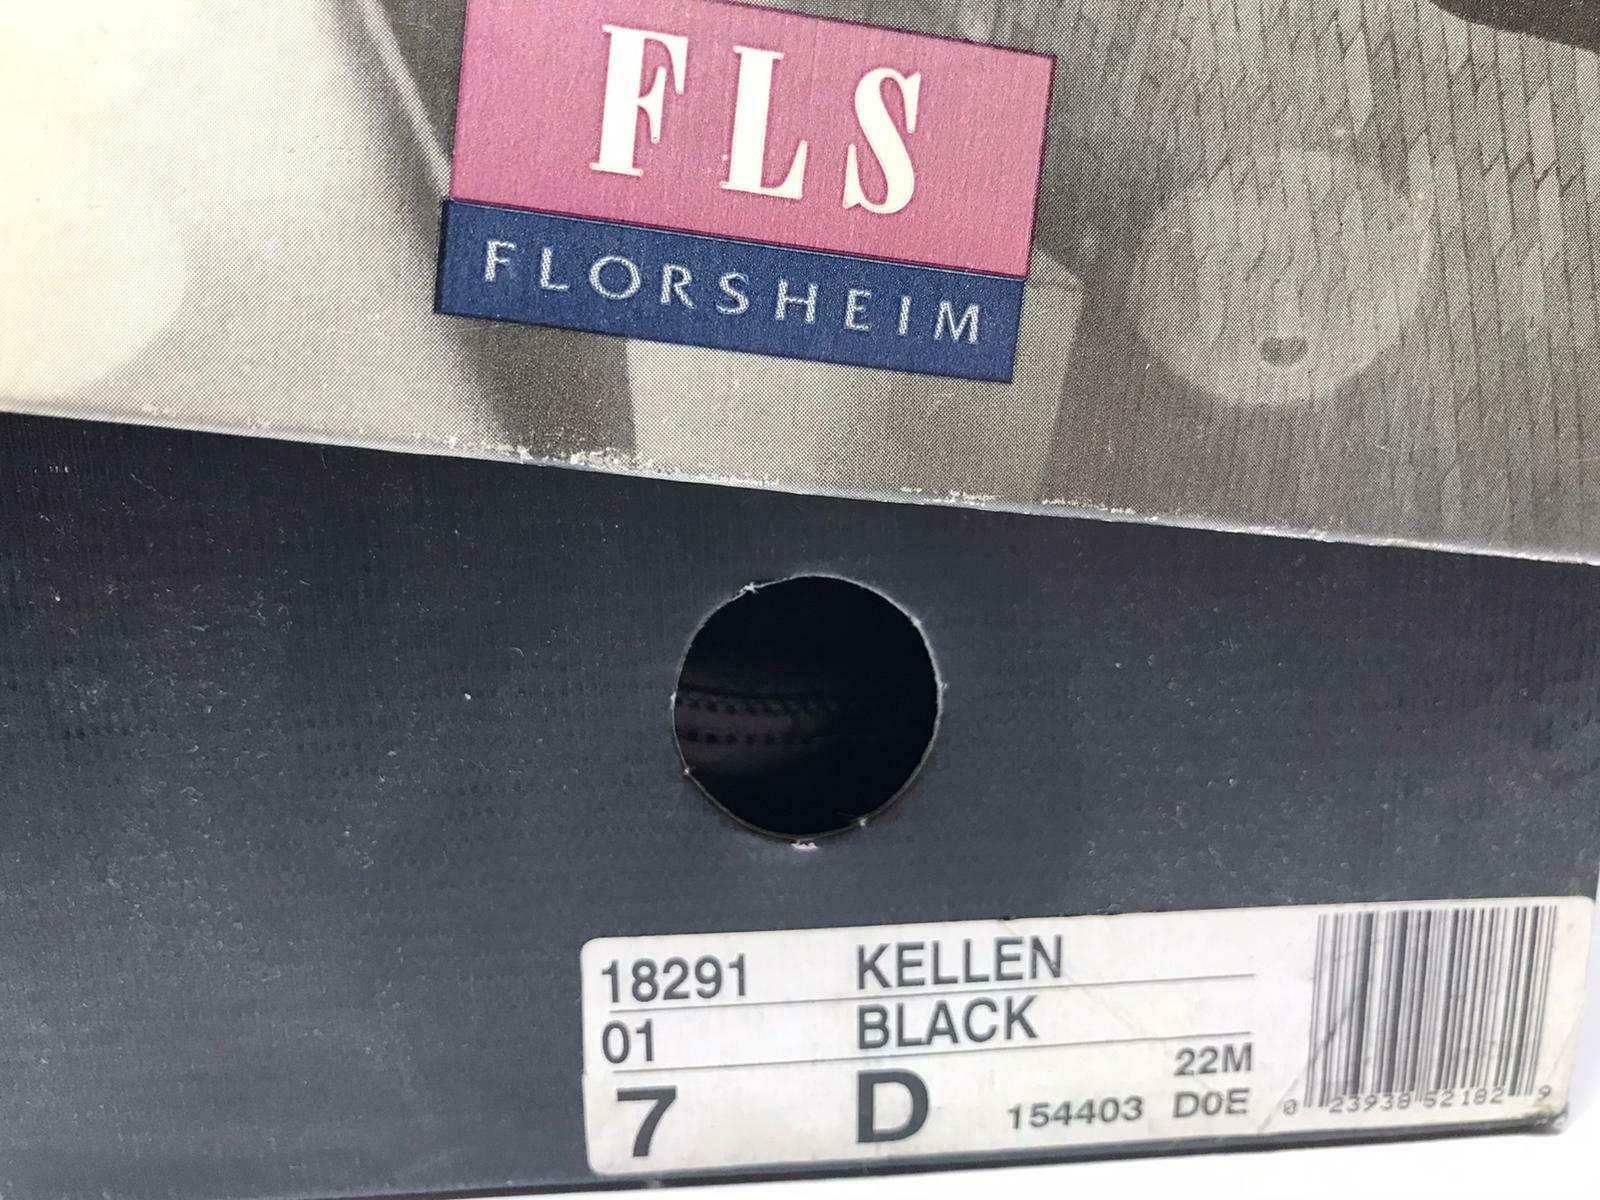 FLS
FLORSHEIM
18291 KELLEN
01 BLACK
22M
7 D 154403 D0E
0 23938 52182 9